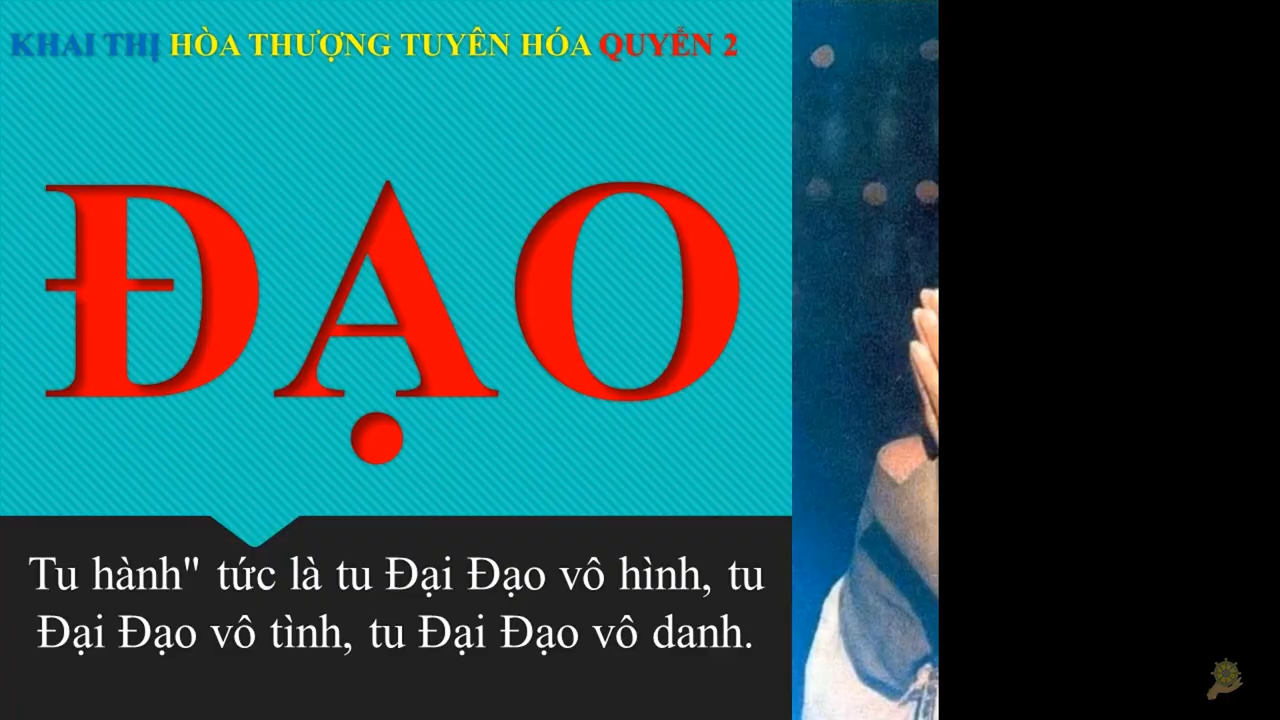 KHAI THỊ HÒA THƯỢNG TUYÊN HÓA QUYỂN 2
ĐẠO
Tu hành" tức là tu Đại Đạo vô hình, tu
Đại Đạo vô tình, tu Đại Đạo vô danh.